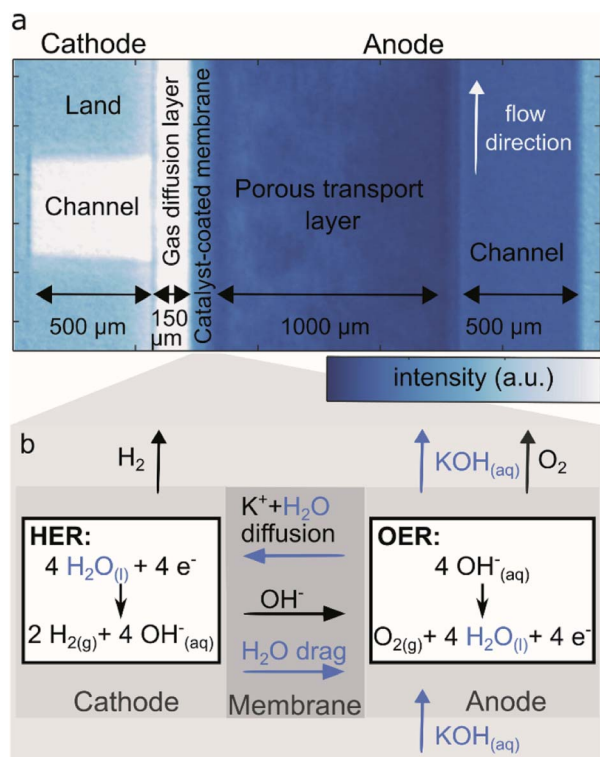 a
Cathode
Anode
Land
Channel
Gas diffusion layer
Catalyst-coated membrane
Porous transport
layer
flow
direction
Channel
500 µm
150
µm
1000 µm
500 µm
intensity (a.u.)
b
H₂
KOH₍aq₎
O₂
HER:
4 H₂O₍l₎ + 4 e⁻
2 H₂₍g₎+ 4 OH⁻₍aq₎
K⁺+H₂O
diffusion
OH⁻
H₂O drag
OER:
4 OH⁻₍aq₎
O₂₍g₎+ 4 H₂O₍l₎ + 4 e⁻
Cathode
Membrane
Anode
KOH₍aq₎